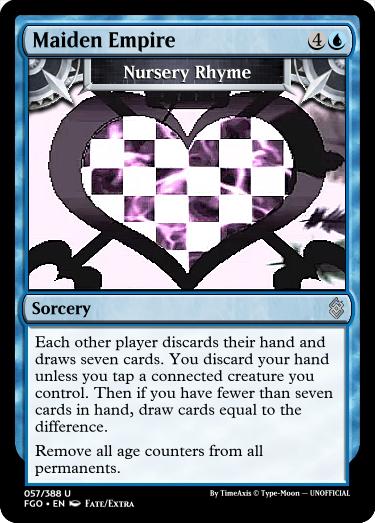 Maiden Empire 4
Nursery Rhyme
Sorcery
Each other player discards their hand and
draws seven cards. You discard your hand
unless you tap a connected creature you
control. Then if you have fewer than seven
cards in hand, draw cards equal to the
difference.
Remove all age counters from all
permanents.
057/388 U
FGO • EN Fate/Extra
By TimeAxis © Type-Moon — UNOFFICIAL